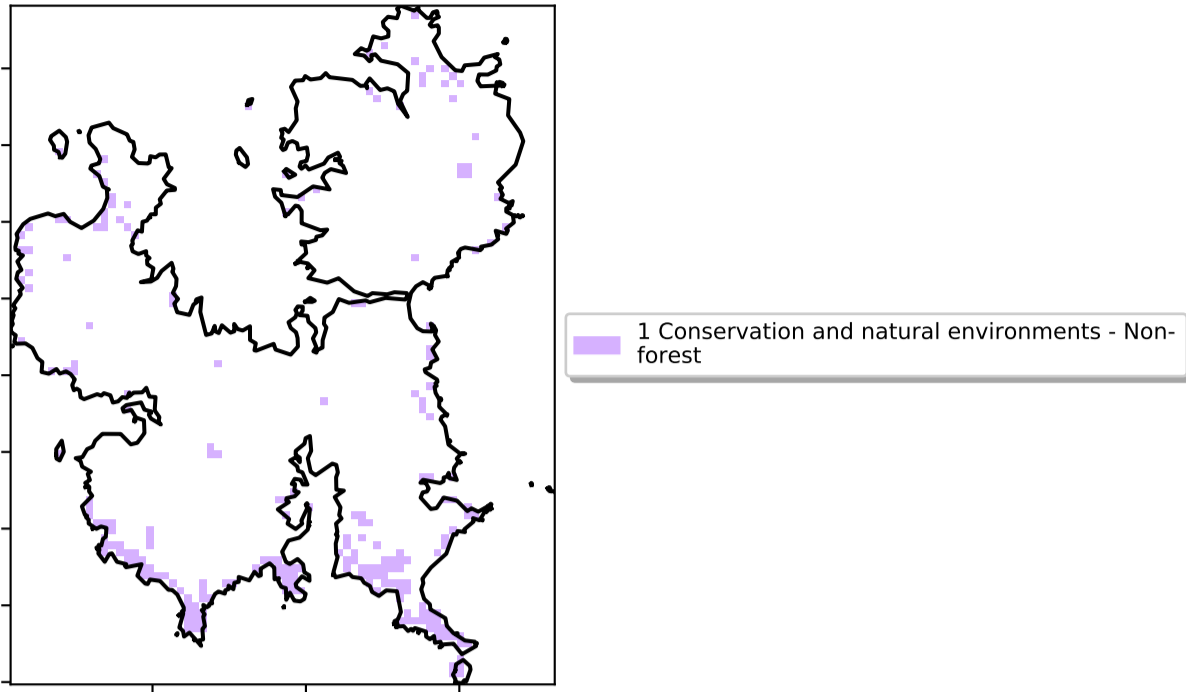 1 Conservation and natural environments - Non-
forest